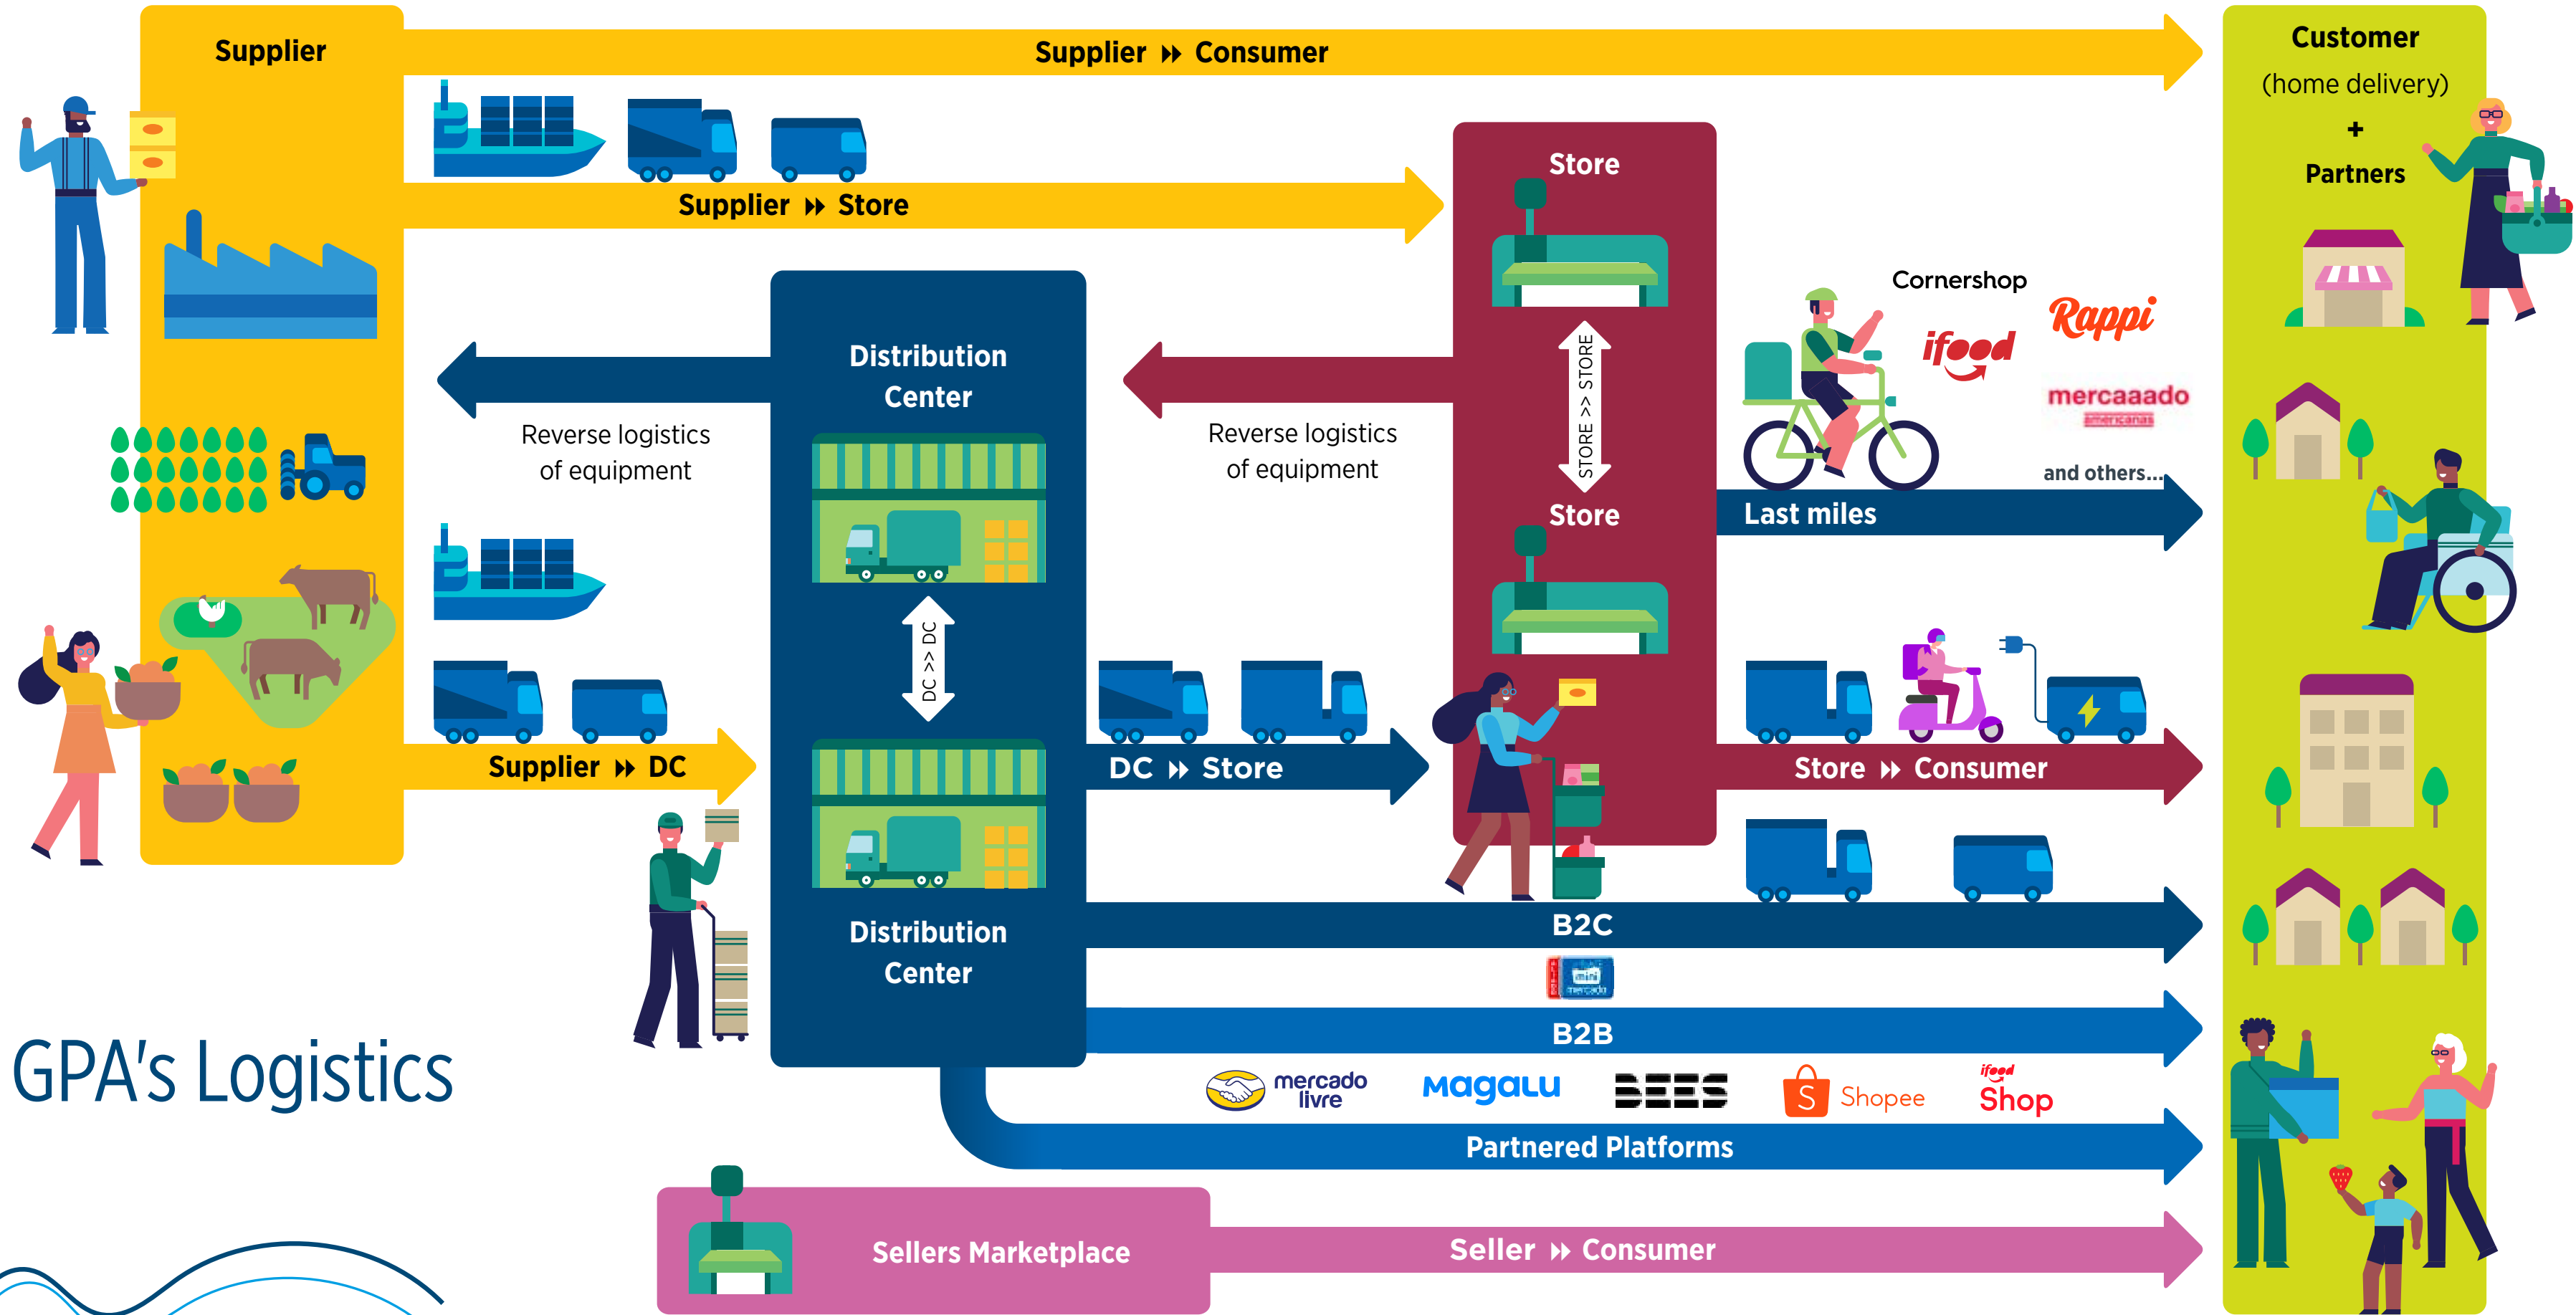 Supplier
Supplier >> Consumer
Customer
(home delivery)
+
Partners
Supplier >> Store
Store
STORE >> STORE
Store
Distribution
Center
Reverse logistics
of equipment
Reverse logistics
of equipment
Cornershop
Rappi
ifood
mercaaado
americanas
and others...
Last miles
DC >> DC
Supplier >> DC
DC >> Store
Store >> Consumer
Distribution
Center
B2C
mini
mercado
B2B
GPA's Logistics
mercado
livre
Magalu
BEES
S Shopee
ifood
Shop
Partnered Platforms
Sellers Marketplace
Seller >> Consumer